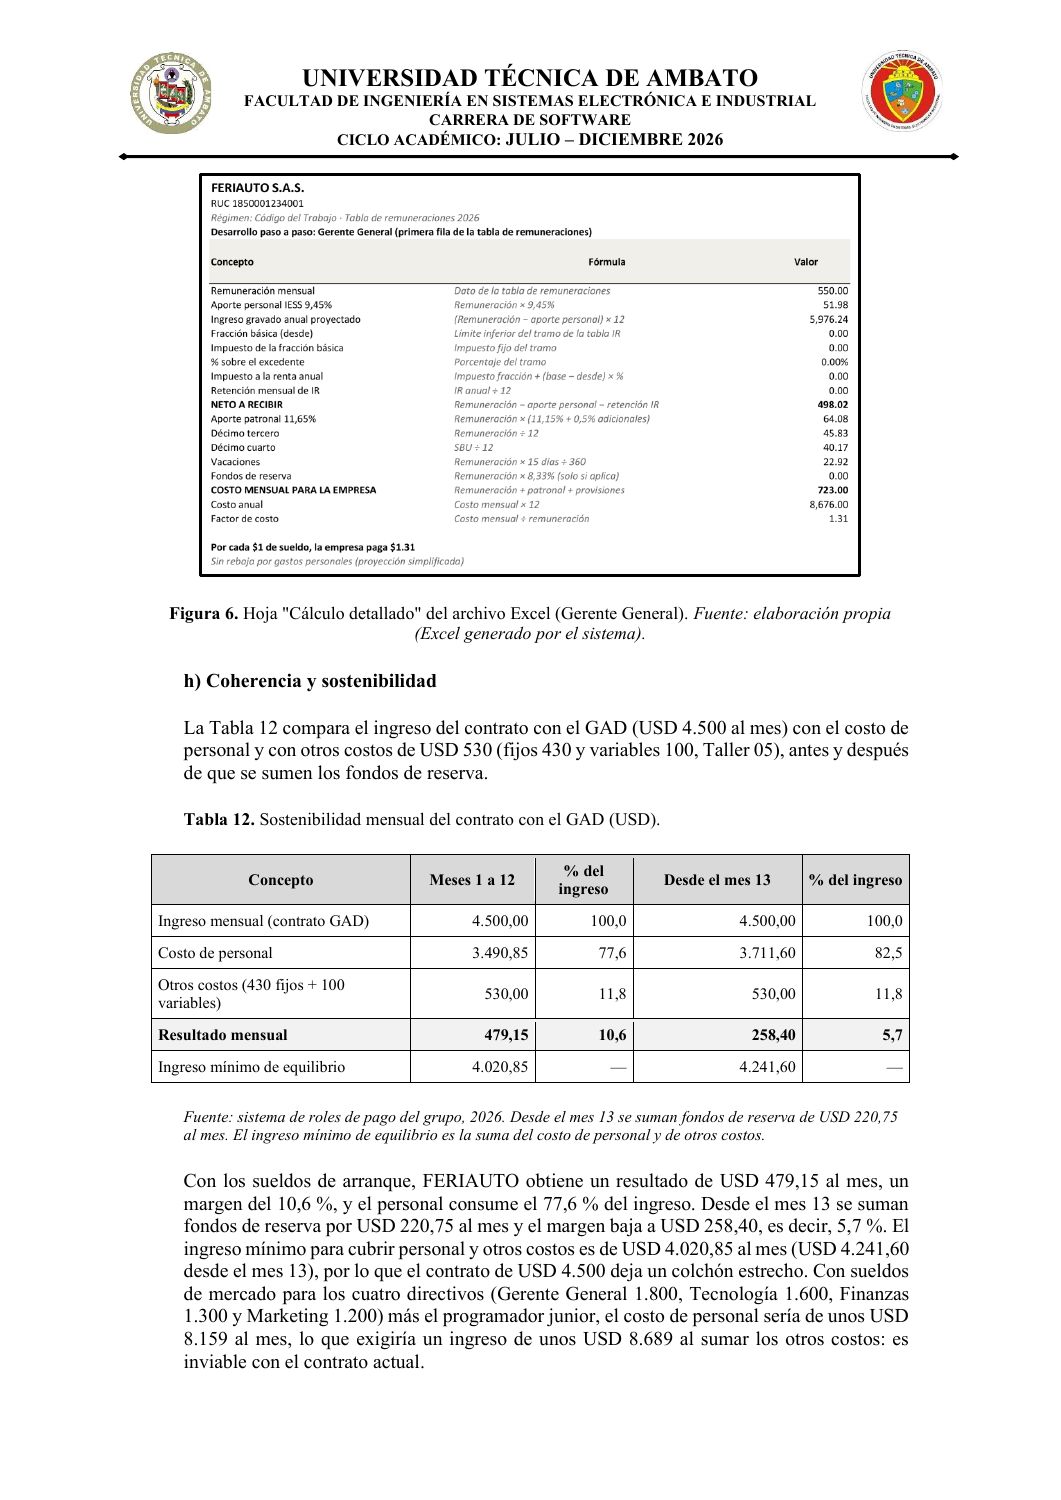 UNIVERSIDAD TÉCNICA DE AMBATO
FACULTAD DE INGENIERÍA EN SISTEMAS ELECTRÓNICA E INDUSTRIAL
CARRERA DE SOFTWARE
CICLO ACADÉMICO: JULIO – DICIEMBRE 2026
FERIAUTO S.A.S.
RUC 1850001234001
Régimen: Código del Trabajo · Tabla de remuneraciones 2026
Desarrollo paso a paso: Gerente General (primera fila de la tabla de remuneraciones)
Concepto Fórmula Valor
Remuneración mensual Dato de la tabla de remuneraciones 550.00
Aporte personal IESS 9,45% Remuneración × 9,45% 51.98
Ingreso gravado anual proyectado (Remuneración − aporte personal) × 12 5,976.24
Fracción básica (desde) Límite inferior del tramo de la tabla IR 0.00
Impuesto de la fracción básica Impuesto fijo del tramo 0.00
% sobre el excedente Porcentaje del tramo 0.00%
Impuesto a la renta anual Impuesto fracción + (base − desde) × % 0.00
Retención mensual de IR IR anual ÷ 12 0.00
NETO A RECIBIR Remuneración − aporte personal − retención IR 498.02
Aporte patronal 11,65% Remuneración × (11,15% + 0,5% adicionales) 64.08
Décimo tercero Remuneración ÷ 12 45.83
Décimo cuarto SBU ÷ 12 40.17
Vacaciones Remuneración × 15 días ÷ 360 22.92
Fondos de reserva Remuneración × 8,33% (solo si aplica) 0.00
COSTO MENSUAL PARA LA EMPRESA Remuneración + patronal + provisiones 723.00
Costo anual Costo mensual × 12 8,676.00
Factor de costo Costo mensual ÷ remuneración 1.31
Por cada $1 de sueldo, la empresa paga $1.31
Sin rebaja por gastos personales (proyección simplificada)
Figura 6. Hoja "Cálculo detallado" del archivo Excel (Gerente General). Fuente: elaboración propia
(Excel generado por el sistema).
h) Coherencia y sostenibilidad
La Tabla 12 compara el ingreso del contrato con el GAD (USD 4.500 al mes) con el costo de
personal y con otros costos de USD 530 (fijos 430 y variables 100, Taller 05), antes y después
de que se sumen los fondos de reserva.
Tabla 12. Sostenibilidad mensual del contrato con el GAD (USD).
Concepto Meses 1 a 12 % del ingreso Desde el mes 13 % del ingreso
Ingreso mensual (contrato GAD) 4.500,00 100,0 4.500,00 100,0
Costo de personal 3.490,85 77,6 3.711,60 82,5
Otros costos (430 fijos + 100 variables) 530,00 11,8 530,00 11,8
Resultado mensual 479,15 10,6 258,40 5,7
Ingreso mínimo de equilibrio 4.020,85 — 4.241,60 —
Fuente: sistema de roles de pago del grupo, 2026. Desde el mes 13 se suman fondos de reserva de USD 220,75
al mes. El ingreso mínimo de equilibrio es la suma del costo de personal y de otros costos.
Con los sueldos de arranque, FERIAUTO obtiene un resultado de USD 479,15 al mes, un
margen del 10,6 %, y el personal consume el 77,6 % del ingreso. Desde el mes 13 se suman
fondos de reserva por USD 220,75 al mes y el margen baja a USD 258,40, es decir, 5,7 %. El
ingreso mínimo para cubrir personal y otros costos es de USD 4.020,85 al mes (USD 4.241,60
desde el mes 13), por lo que el contrato de USD 4.500 deja un colchón estrecho. Con sueldos
de mercado para los cuatro directivos (Gerente General 1.800, Tecnología 1.600, Finanzas
1.300 y Marketing 1.200) más el programador junior, el costo de personal sería de unos USD
8.159 al mes, lo que exigiría un ingreso de unos USD 8.689 al sumar los otros costos: es
inviable con el contrato actual.